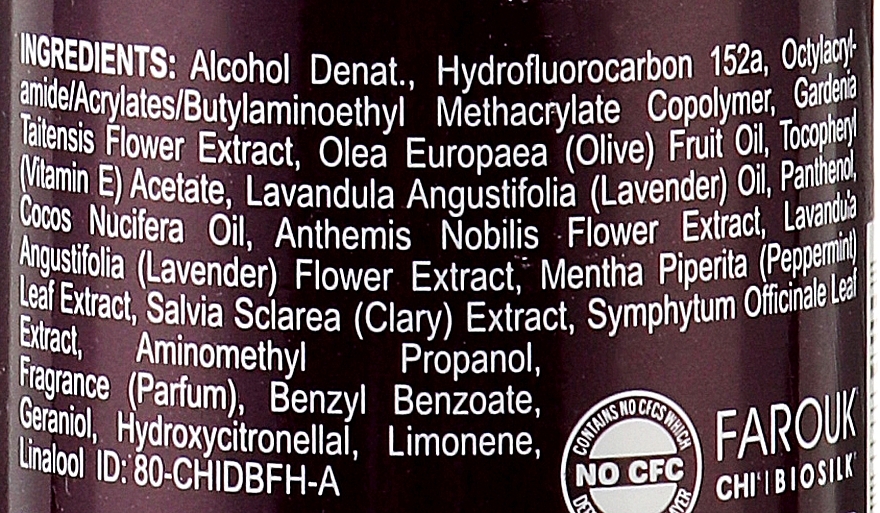 INGREDIENTS: Alcohol Denat., Hydrofluorocarbon 152a, Octylacryl-
amide/Acrylates/Butylaminoethyl Methacrylate Copolymer, Gardenia
Taitensis Flower Extract, Olea Europaea (Olive) Fruit Oil, Tocopheryl
(Vitamin E) Acetate, Lavandula Angustifolia (Lavender) Oil, Panthenol,
Cocos Nucifera Oil, Anthemis Nobilis Flower Extract, Lavandula
Angustifolia (Lavender) Flower Extract, Mentha Piperita (Peppermint)
Leaf Extract, Salvia Sclarea (Clary) Extract, Symphytum Officinale Leaf
Extract, Aminomethyl Propanol,
Fragrance (Parfum), Benzyl Benzoate,
Geraniol, Hydroxycitronellal, Limonene,
Linalool ID: 80-CHIDBFH-A
CONTAINS NO CFCS WHICH
NO CFC
FAROUK
CHI | BIOSILK